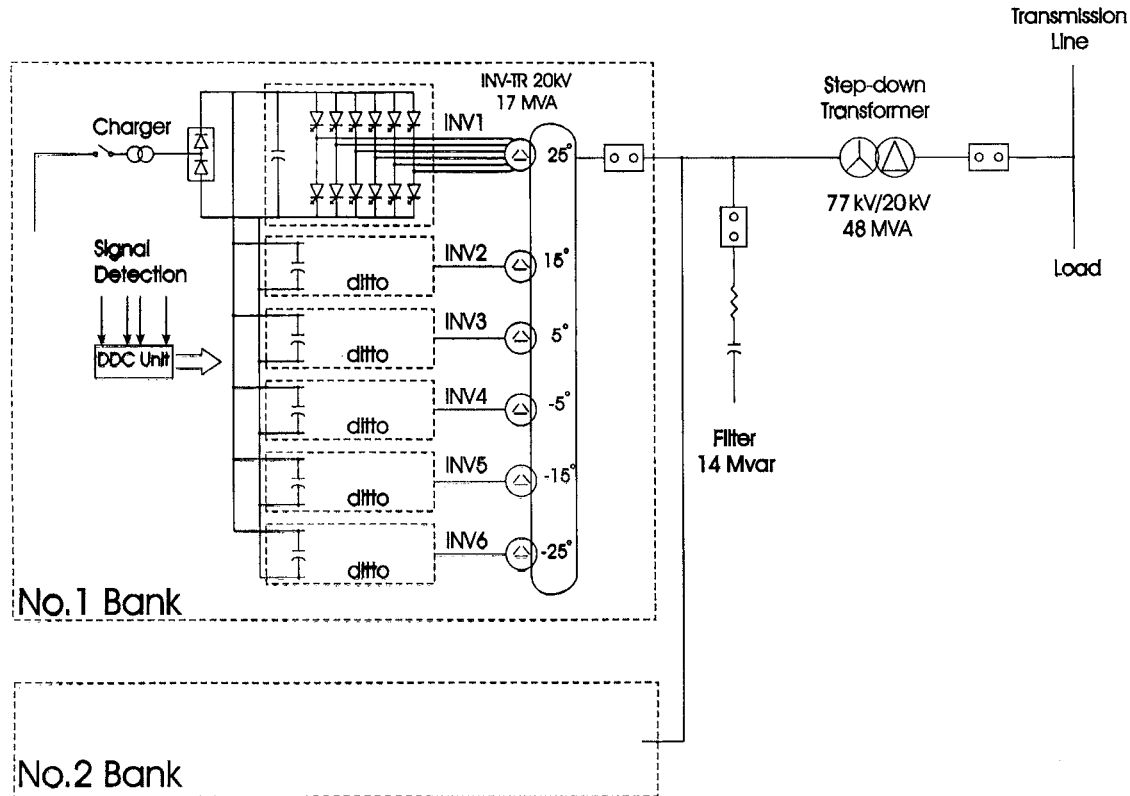 Transmission
Line
INV-TR 20kV
17 MVA
Step-down
Transformer
Charger
INV1
25°
77 kV/20 kV
48 MVA
Signal
Detection
INV2
15°
ditto
Load
INV3
5°
DDC Unit
ditto
INV4
-5°
ditto
Filter
14 Mvar
INV5
-15°
ditto
INV6
-25°
ditto
No.1 Bank
No.2 Bank